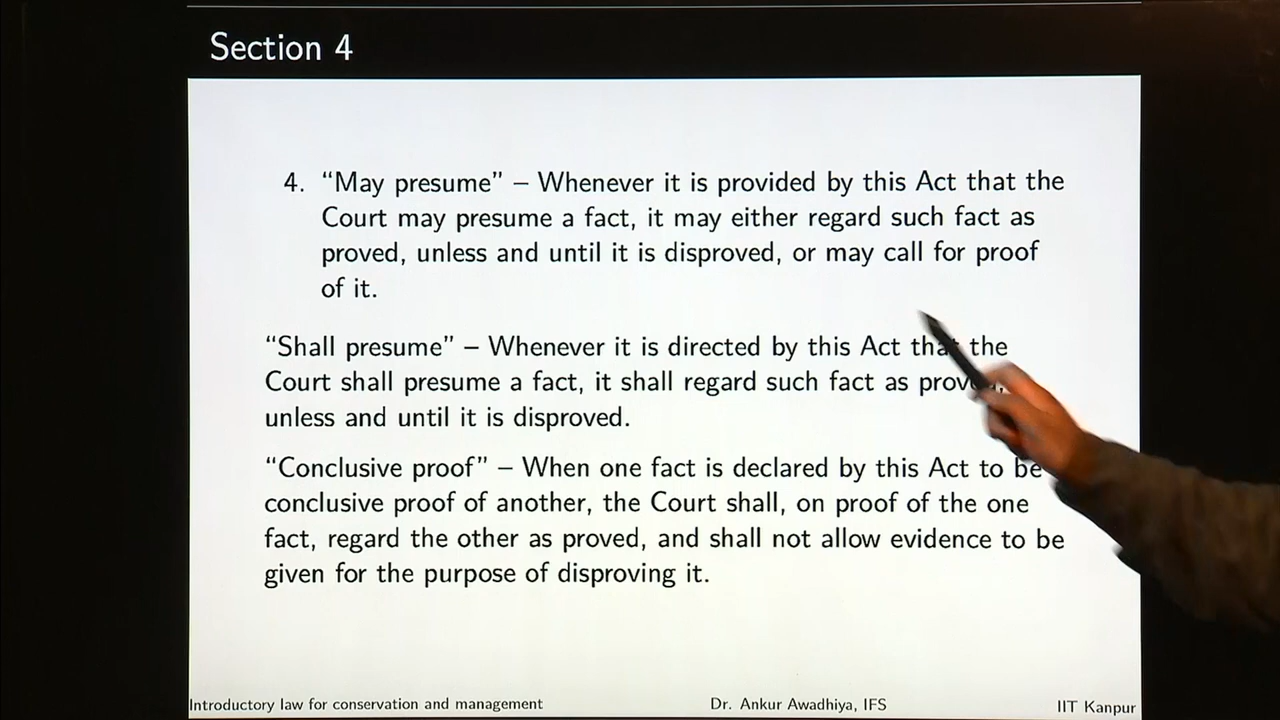 Section 4
4. “May presume” – Whenever it is provided by this Act that the
Court may presume a fact, it may either regard such fact as
proved, unless and until it is disproved, or may call for proof
of it.
“Shall presume” – Whenever it is directed by this Act that the
Court shall presume a fact, it shall regard such fact as proved,
unless and until it is disproved.
“Conclusive proof” – When one fact is declared by this Act to be
conclusive proof of another, the Court shall, on proof of the one
fact, regard the other as proved, and shall not allow evidence to be
given for the purpose of disproving it.
Introductory law for conservation and management Dr. Ankur Awadhiya, IFS IIT Kanpur